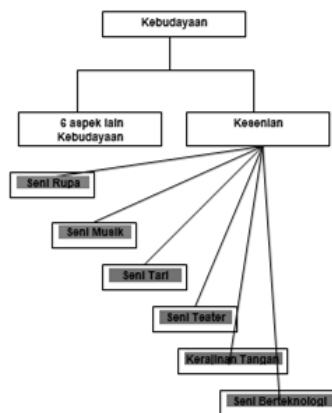 Kebudayaan
6 aspek lain
Kebudayaan
Kesenian
Seni Rupa
Seni Musik
Seni Tari
Seni Teater
Kerajinan Tangan
Seni Berteknologi